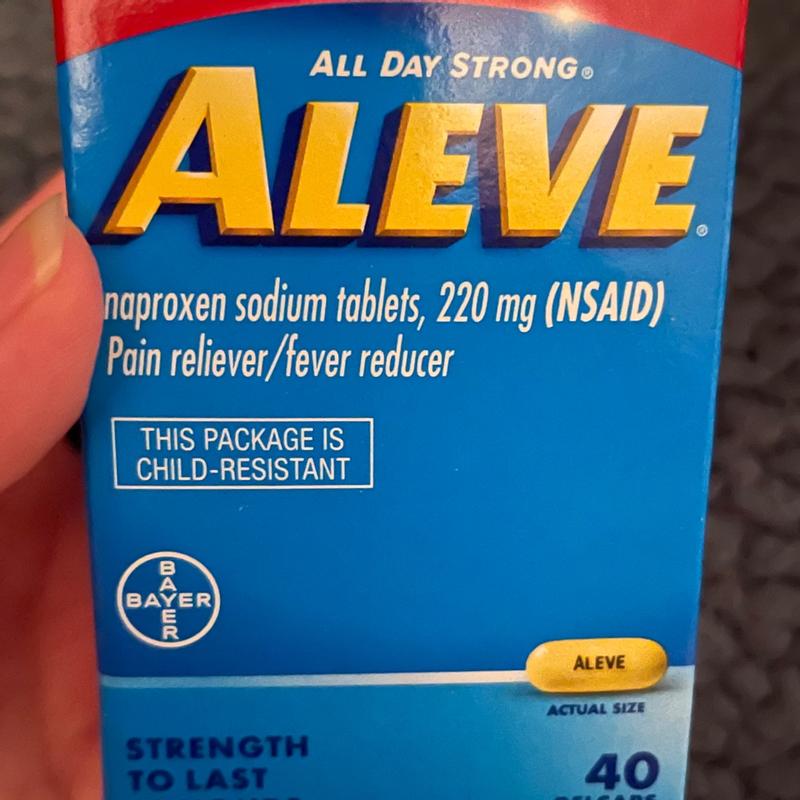 ALL DAY STRONG®
ALEVE®
naproxen sodium tablets, 220 mg (NSAID)
Pain reliever/fever reducer
THIS PACKAGE IS
CHILD-RESISTANT
BAYER
BAYER
ALEVE
ACTUAL SIZE
STRENGTH
TO LAST
40